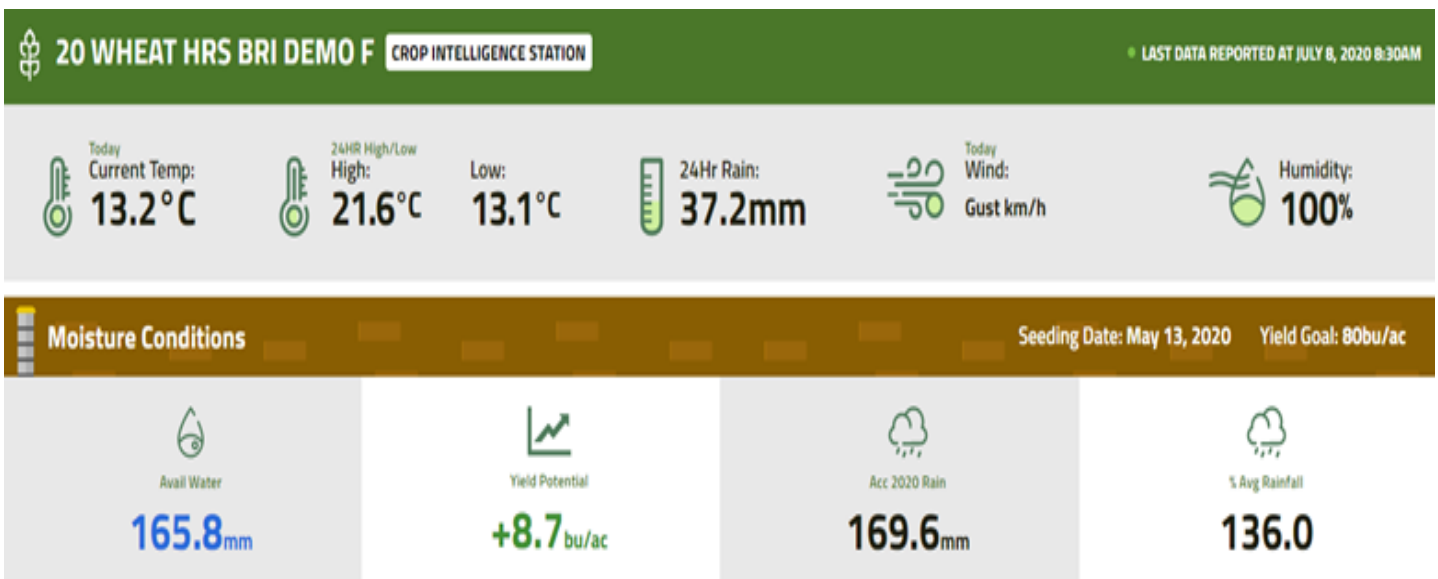 20 WHEAT HRS BRI DEMO F CROP INTELLIGENCE STATION LAST DATA REPORTED AT JULY 8, 2020 8:30AM
Today 24HR High/Low Today
Current Temp: High: Low: 24Hr Rain: Wind: Humidity:
13.2°C 21.6°C 13.1°C 37.2mm Gust km/h 100%
Moisture Conditions Seeding Date: May 13, 2020 Yield Goal: 80bu/ac
Avail Water Yield Potential Acc 2020 Rain % Avg Rainfall
165.8mm +8.7bu/ac 169.6mm 136.0